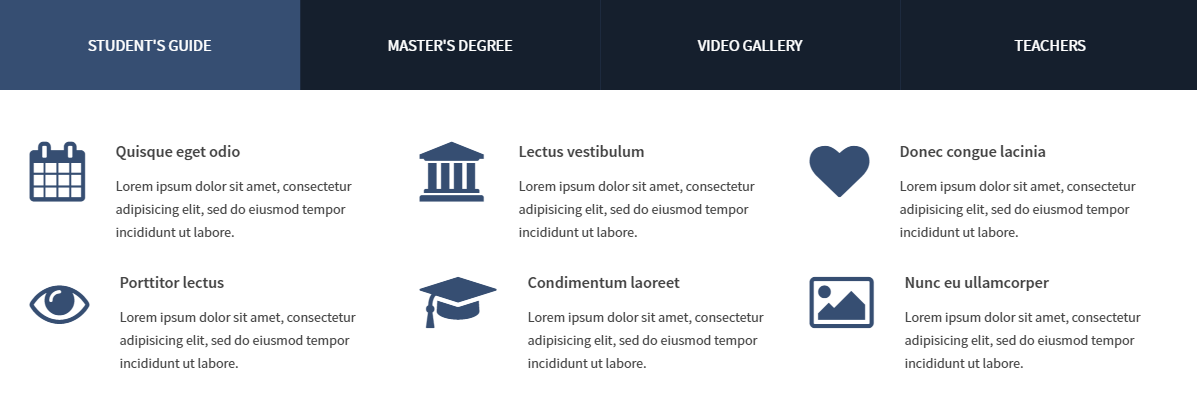 STUDENT'S GUIDE
MASTER'S DEGREE
VIDEO GALLERY
TEACHERS
Quisque eget odio
Lorem ipsum dolor sit amet, consectetur
adipisicing elit, sed do eiusmod tempor
incididunt ut labore.
Lectus vestibulum
Lorem ipsum dolor sit amet, consectetur
adipisicing elit, sed do eiusmod tempor
incididunt ut labore.
Donec congue lacinia
Lorem ipsum dolor sit amet, consectetur
adipisicing elit, sed do eiusmod tempor
incididunt ut labore.
Porttitor lectus
Lorem ipsum dolor sit amet, consectetur
adipisicing elit, sed do eiusmod tempor
incididunt ut labore.
Condimentum laoreet
Lorem ipsum dolor sit amet, consectetur
adipisicing elit, sed do eiusmod tempor
incididunt ut labore.
Nunc eu ullamcorper
Lorem ipsum dolor sit amet, consectetur
adipisicing elit, sed do eiusmod tempor
incididunt ut labore.